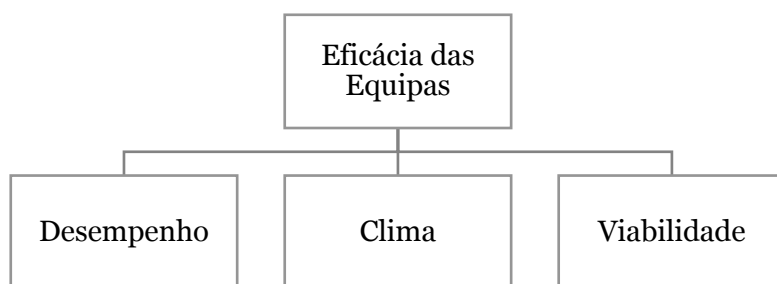 Eficácia das
Equipas
Desempenho
Clima
Viabilidade